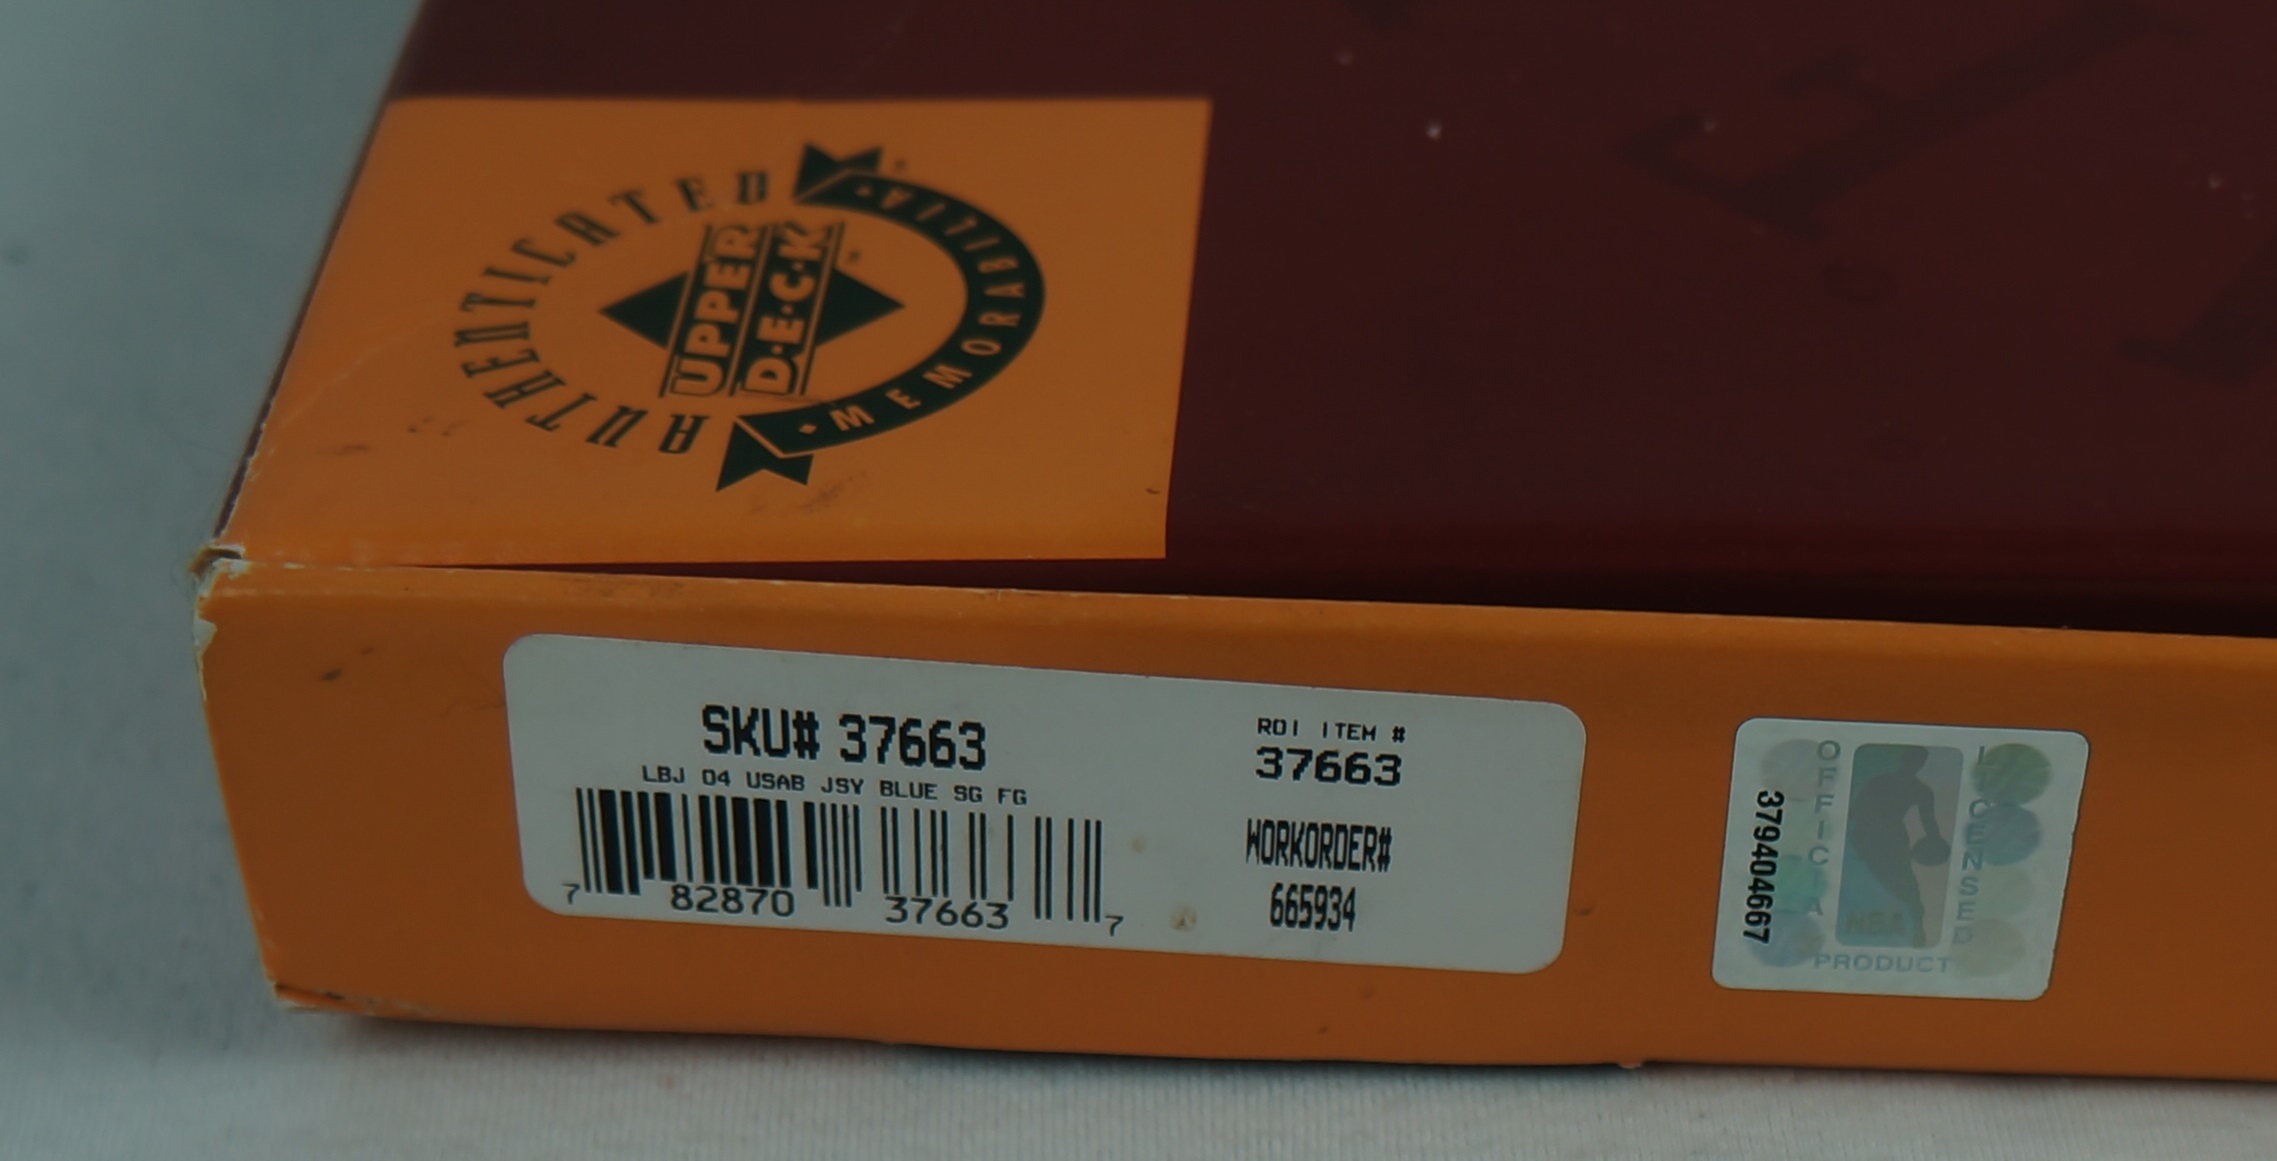 AUTHENTICATED
UPPER
D·E·C·K
MEMORABILIA
SKU# 37663
LBJ 04 USAB JSY BLUE SG FG
7 82870 37663 7
ROI ITEM #
37663
WORKORDER#
665934
379404667
OFFICIAL
NBA
LICENSED
PRODUCT